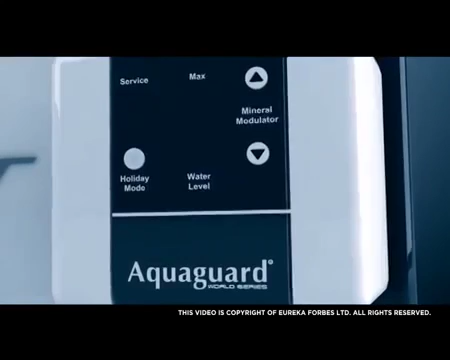 Service
Max
Mineral
Modulator
Holiday
Mode
Water
Level
Aquaguard®
WORLD SERIES
THIS VIDEO IS COPYRIGHT OF EUREKA FORBES LTD. ALL RIGHTS RESERVED.